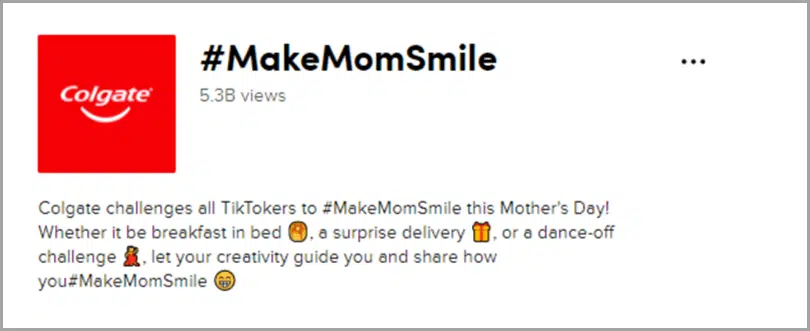 Colgate
#MakeMomSmile
5.3B views
Colgate challenges all TikTokers to #MakeMomSmile this Mother's Day!
Whether it be breakfast in bed 🥞, a surprise delivery 🎁, or a dance-off
challenge 💃, let your creativity guide you and share how
you#MakeMomSmile 😁